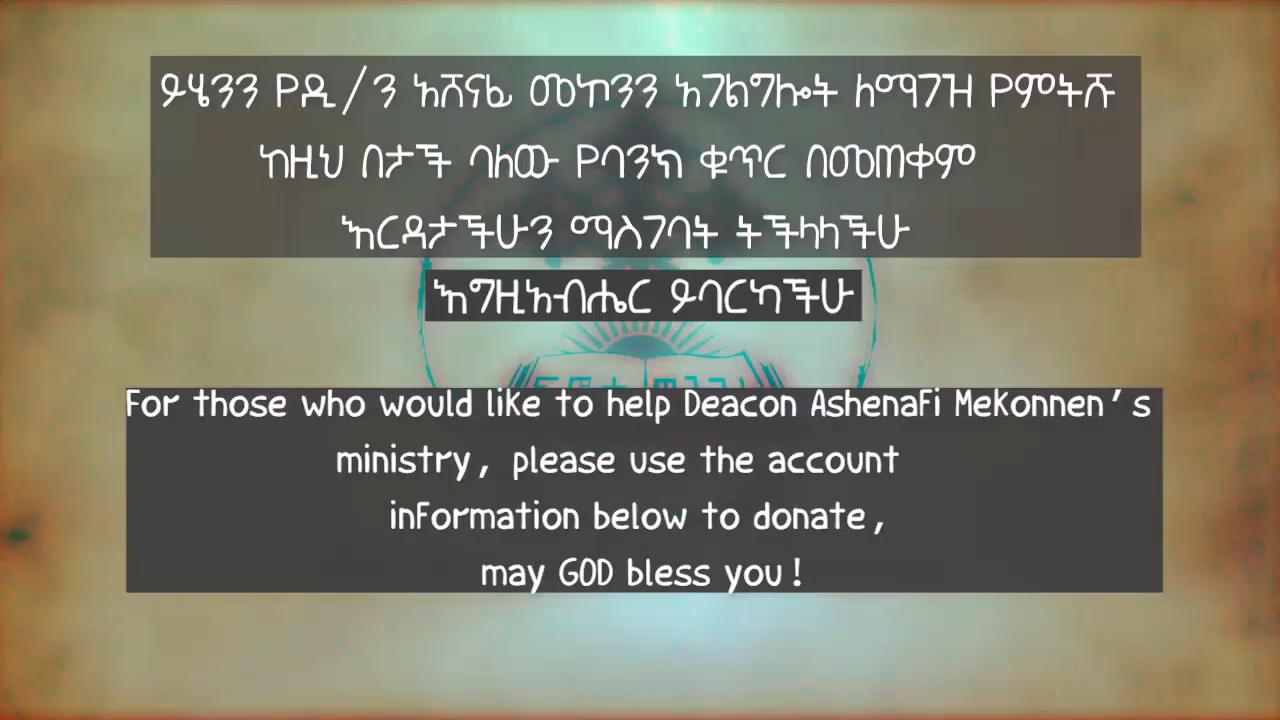 ይሄንን የዲ/ን አሸናፊ መኮንን አገልግሎት ለማገዝ የምትሹ
ከዚህ በታች ባለው የባንክ ቁጥር በመጠቀም
እርዳታችሁን ማስገባት ትችላላችሁ
እግዚአብሔር ይባርካችሁ
For those who would like to help Deacon Ashenafi Mekonnen's
ministry, please use the account
information below to donate,
may GOD bless you!